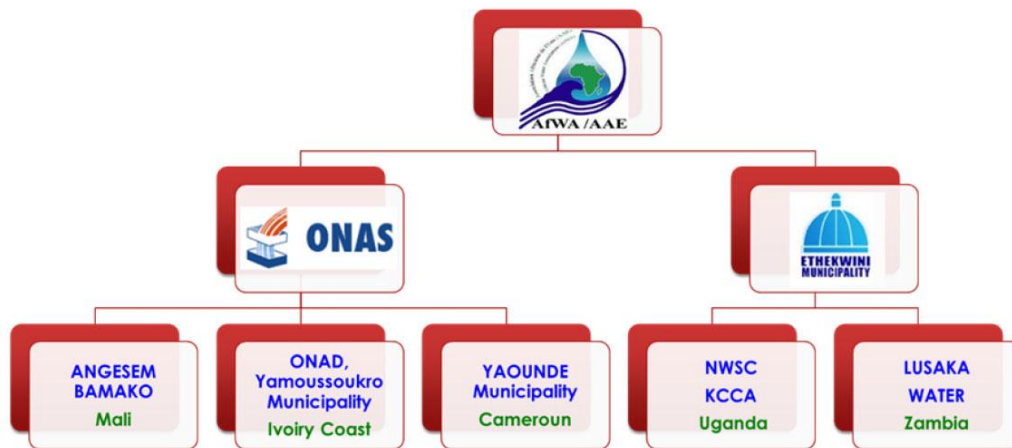 AfWA /AAE
ONAS
ETHEKWINI
MUNICIPALITY
ANGESEM
BAMAKO
Mali
ONAD,
Yamoussoukro
Municipality
Ivoiry Coast
YAOUNDE
Municipality
Cameroun
NWSC
KCCA
Uganda
LUSAKA
WATER
Zambia